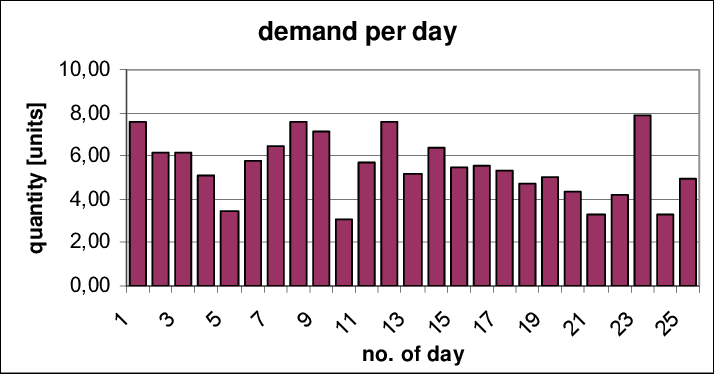 demand per day
quantity [units]
10,00
8,00
6,00
4,00
2,00
0,00
1 3 5 7 9 11 13 15 17 19 21 23 25
no. of day